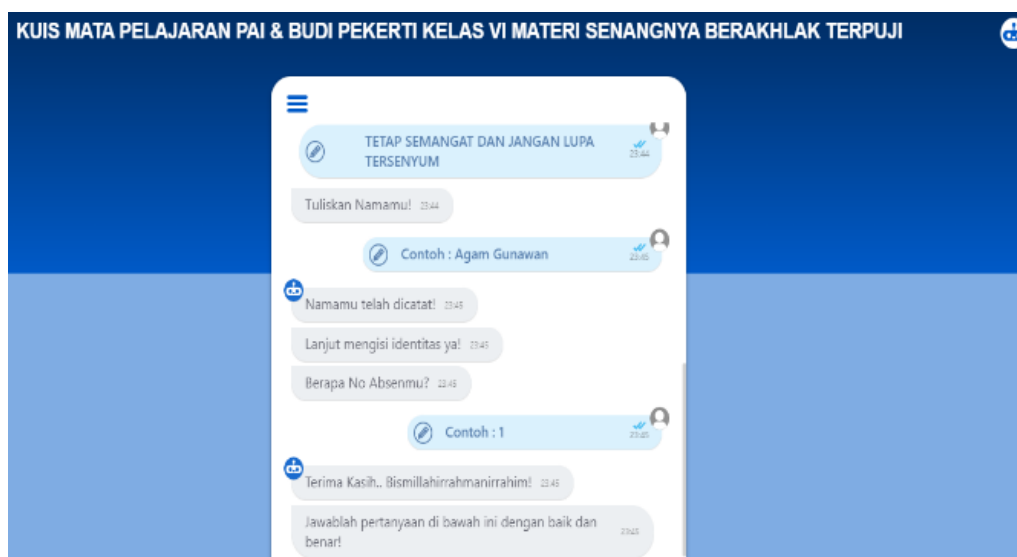 KUIS MATA PELAJARAN PAI & BUDI PEKERTI KELAS VI MATERI SENANGNYA BERAKHLAK TERPUJI
TETAP SEMANGAT DAN JANGAN LUPA
TERSENYUM
23:44
Tuliskan Namamu! 23:44
Contoh : Agam Gunawan
23:45
Namamu telah dicatat! 23:45
Lanjut mengisi identitas ya! 23:45
Berapa No Absenmu? 23:45
Contoh : 1
23:45
Terima Kasih.. Bismillahirrahmanirrahim! 23:45
Jawablah pertanyaan di bawah ini dengan baik dan
benar!
23:45